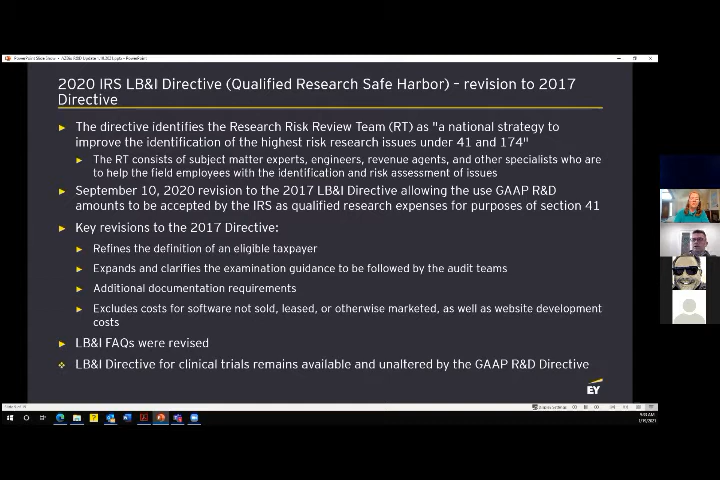 2020 IRS LB&I Directive (Qualified Research Safe Harbor) – revision to 2017
Directive
The directive identifies the Research Risk Review Team (RT) as "a national strategy to
improve the identification of the highest risk research issues under 41 and 174"
The RT consists of subject matter experts, engineers, revenue agents, and other specialists who are
to help the field employees with the identification and risk assessment of issues
September 10, 2020 revision to the 2017 LB&I Directive allowing the use GAAP R&D
amounts to be accepted by the IRS as qualified research expenses for purposes of section 41
Key revisions to the 2017 Directive:
Refines the definition of an eligible taxpayer
Expands and clarifies the examination guidance to be followed by the audit teams
Additional documentation requirements
Excludes costs for software not sold, leased, or otherwise marketed, as well as website development
costs
LB&I FAQs were revised
LB&I Directive for clinical trials remains available and unaltered by the GAAP R&D Directive
EY
Display Settings